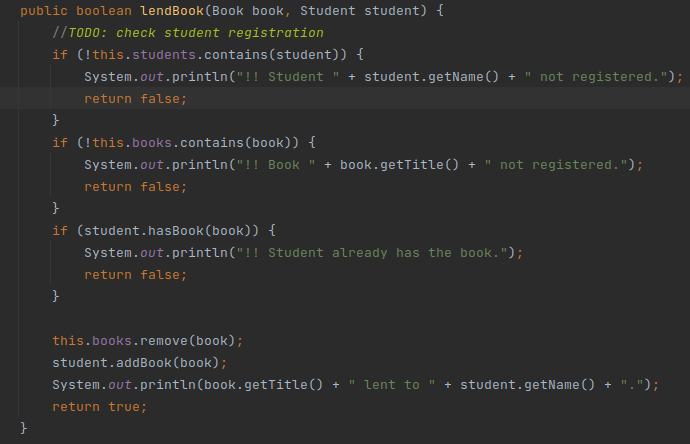 public boolean lendBook(Book book, Student student) {
    //TODO: check student registration
    if (!this.students.contains(student)) {
        System.out.println("!! Student " + student.getName() + " not registered.");
        return false;
    }
    if (!this.books.contains(book)) {
        System.out.println("!! Book " + book.getTitle() + " not registered.");
        return false;
    }
    if (student.hasBook(book)) {
        System.out.println("!! Student already has the book.");
        return false;
    }

    this.books.remove(book);
    student.addBook(book);
    System.out.println(book.getTitle() + " lent to " + student.getName() + ".");
    return true;
}